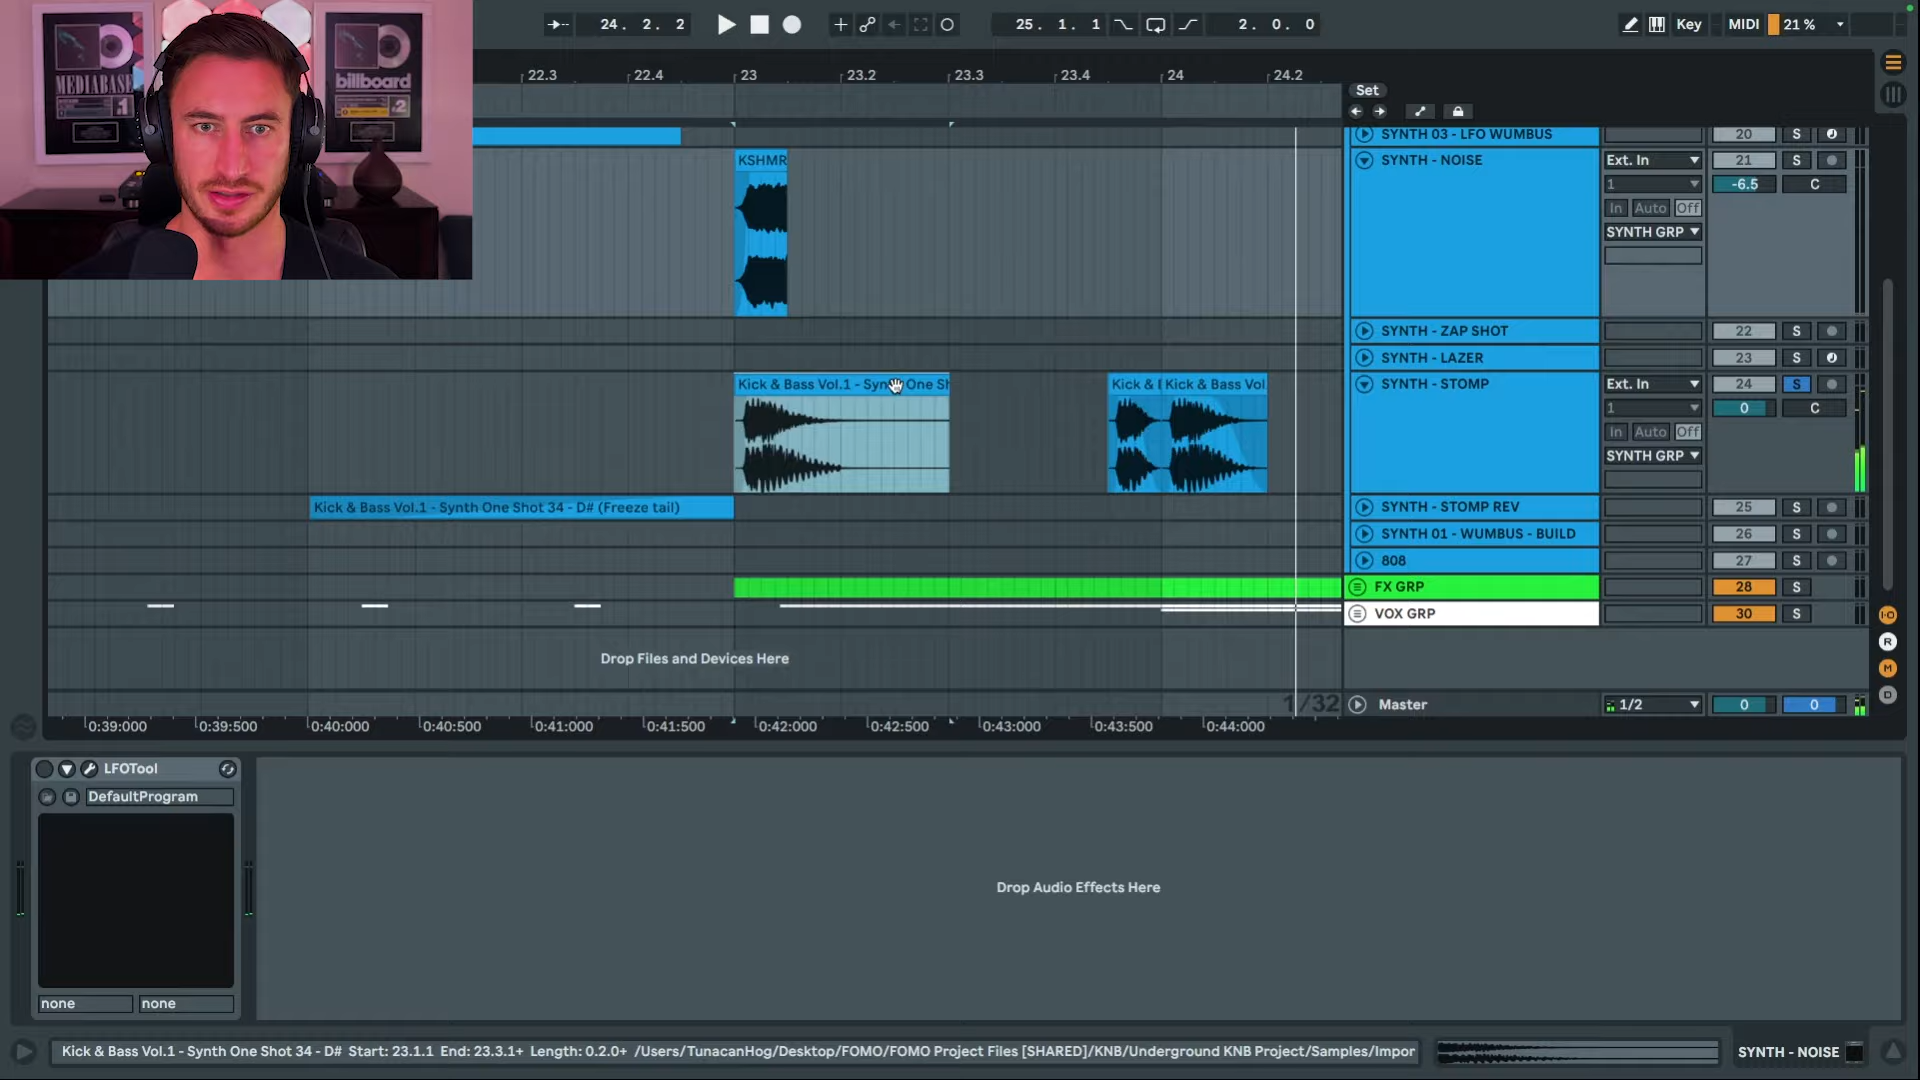 MEDIABASE
1
billboard
2
24. 2. 2
25. 1. 1
2. 0. 0
Key
MIDI
21 %
22.3
22.4
23
23.2
23.3
23.4
24
24.2
Set
SYNTH 03 - LFO WUMBUS
20
S
KSHMR
SYNTH - NOISE
Ext. In
21
S
1
-6.5
C
In
Auto
Off
SYNTH GRP
SYNTH - ZAP SHOT
22
S
SYNTH - LAZER
23
S
Kick & Bass Vol.1 - Synth One Sh
Kick & I
Kick & Bass Vol
SYNTH - STOMP
Ext. In
24
S
1
0
C
In
Auto
Off
SYNTH GRP
Kick & Bass Vol.1 - Synth One Shot 34 - D# (Freeze tail)
SYNTH - STOMP REV
25
S
SYNTH 01 - WUMBUS - BUILD
26
S
808
27
S
FX GRP
28
S
VOX GRP
30
S
I·O
R
M
D
Drop Files and Devices Here
1/32
Master
1/2
0
0
0:39:000
0:39:500
0:40:000
0:40:500
0:41:000
0:41:500
0:42:000
0:42:500
0:43:000
0:43:500
0:44:000
LFOTool
DefaultProgram
none
none
Drop Audio Effects Here
Kick & Bass Vol.1 - Synth One Shot 34 - D# Start: 23.1.1 End: 23.3.1+ Length: 0.2.0+ /Users/TunacanHog/Desktop/FOMO/FOMO Project Files [SHARED]/KNB/Underground KNB Project/Samples/Impor
SYNTH - NOISE